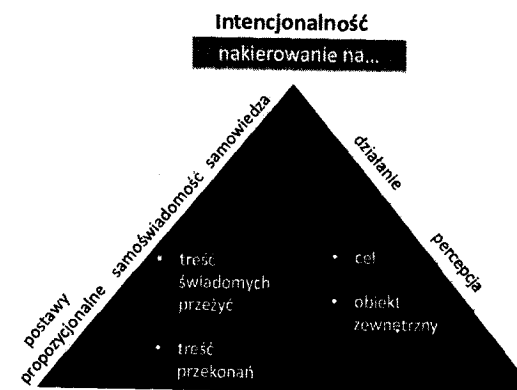 Intencjonalność
nakierowanie na...
samowiedza
samoświadomość
postawy
propozycjonalne
działanie
percepcja
• treść
świadomych
przeżyć
• treść
przekonań
• cel
• obiekt
zewnętrzny